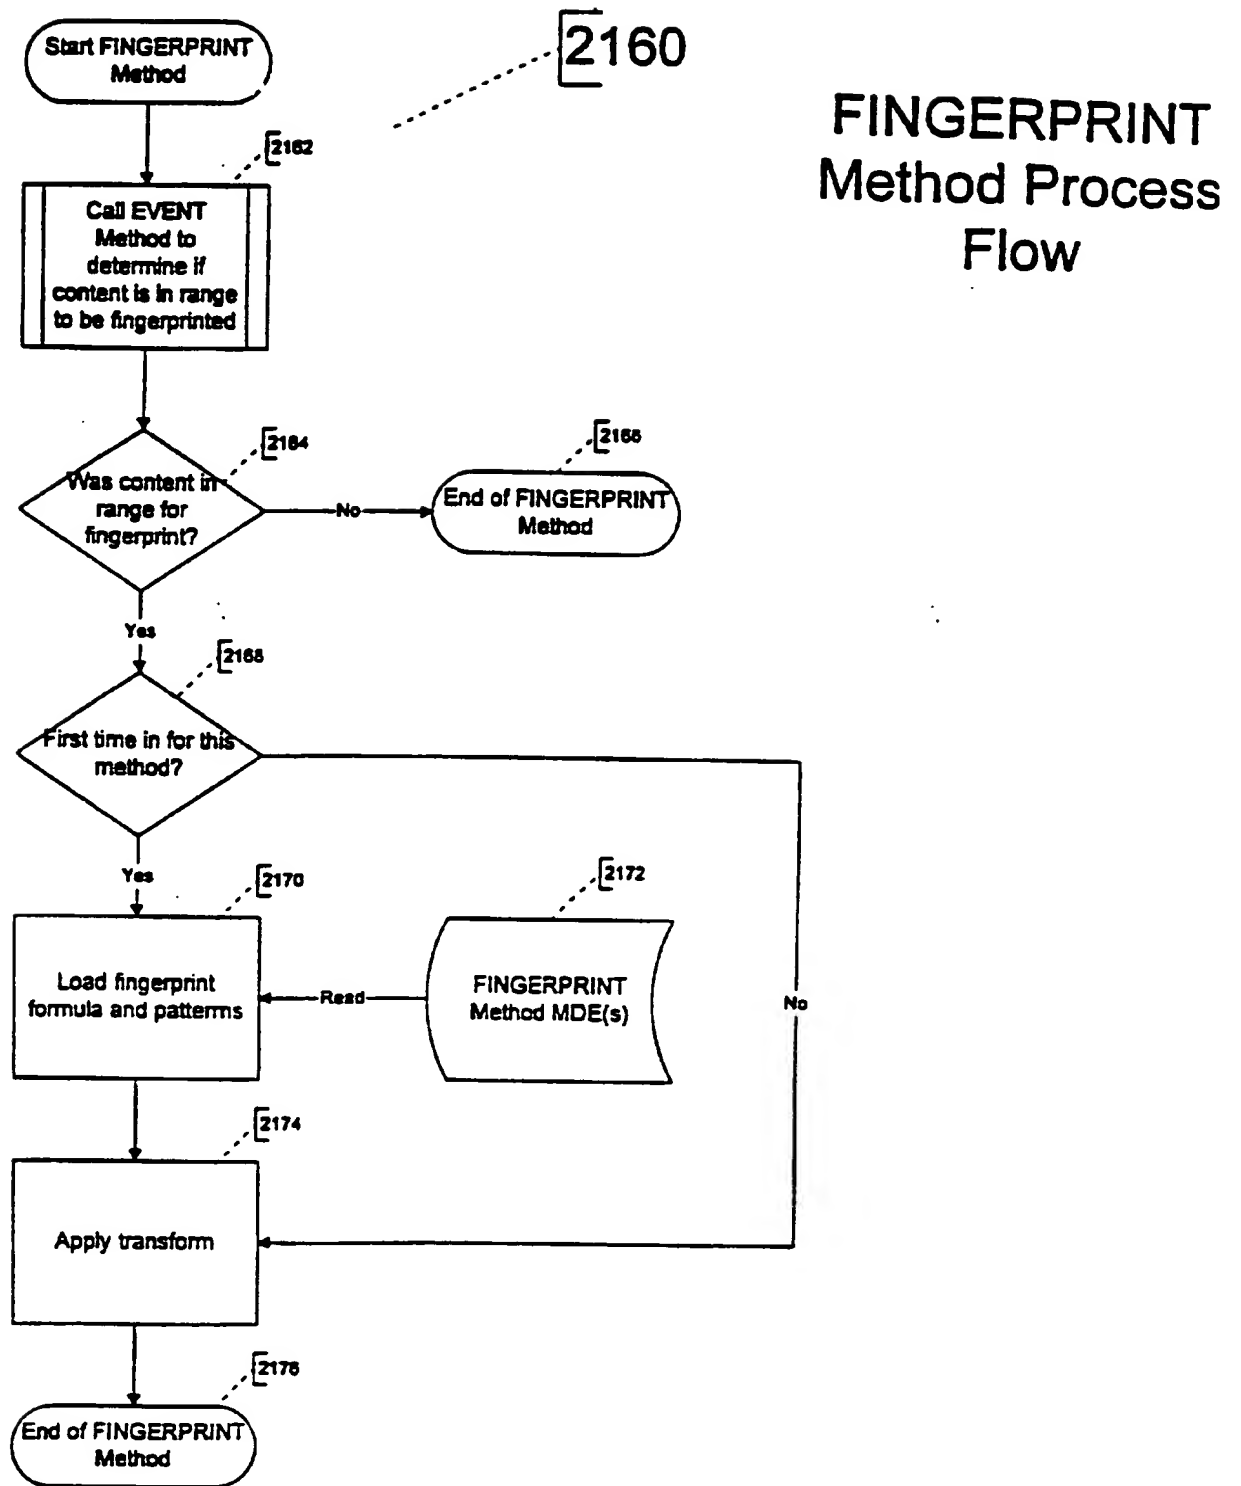 Start FINGERPRINT
Method
2160
FINGERPRINT
Method Process
Flow
2162
Call EVENT
Method to
determine if
content is in range
to be fingerprinted
2164
Was content in
range for
fingerprint?
No
2166
End of FINGERPRINT
Method
Yes
2168
First time in for this
method?
Yes
2170
Load fingerprint
formula and patterns
Read
2172
FINGERPRINT
Method MDE(s)
No
2174
Apply transform
2176
End of FINGERPRINT
Method